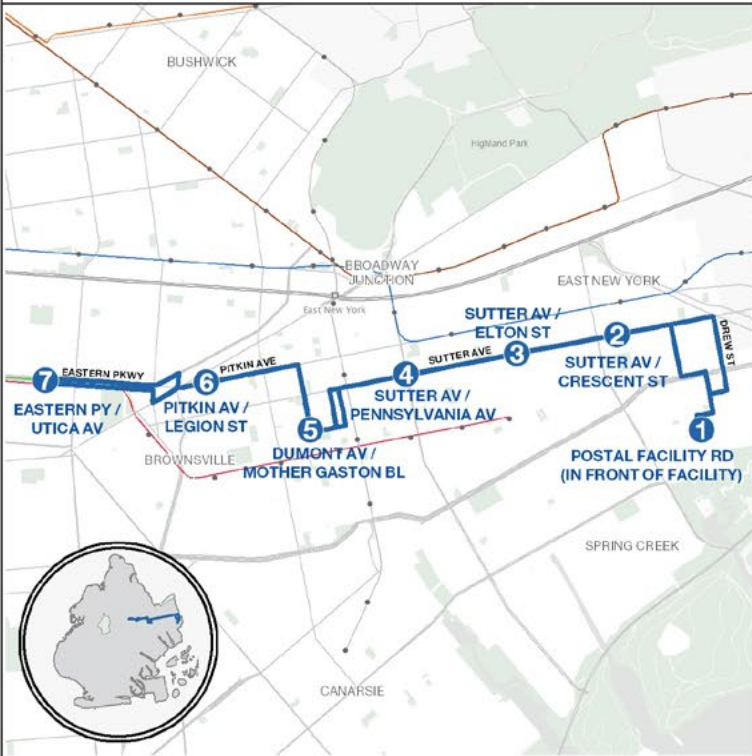 BUSHWICK
Highland Park
BROADWAY
JUNCTION
East New York
EAST NEW YORK
SUTTER AV /
ELTON ST
DREW ST
2
SUTTER AV /
CRESCENT ST
3
SUTTER AVE
4
SUTTER AV /
PENNSYLVANIA AV
PITKIN AVE
EASTERN PKWY
7
EASTERN PY /
UTICA AV
6
PITKIN AV /
LEGION ST
5
DUMONT AV /
MOTHER GASTON BL
1
POSTAL FACILITY RD
(IN FRONT OF FACILITY)
BROWNSVILLE
SPRING CREEK
CANARSIE